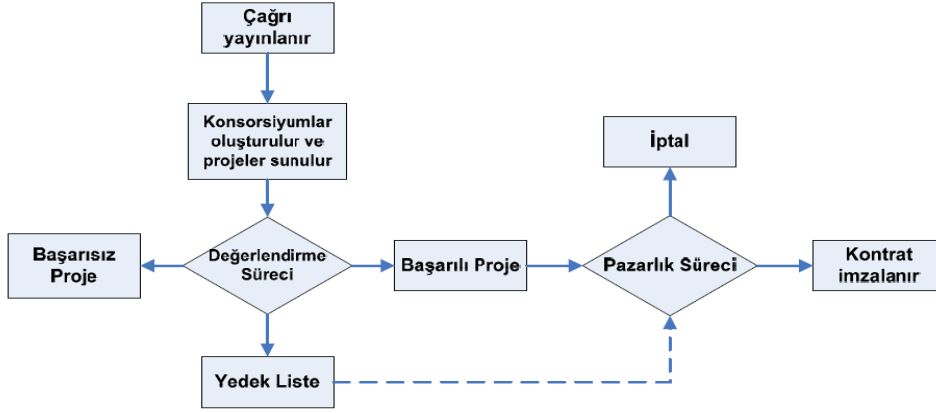 Çağrı
yayınlanır
Konsorsiyumlar
oluşturulur ve
projeler sunulur
İptal
Başarısız
Proje
Değerlendirme
Süreci
Başarılı Proje
Pazarlık Süreci
Kontrat
imzalanır
Yedek Liste